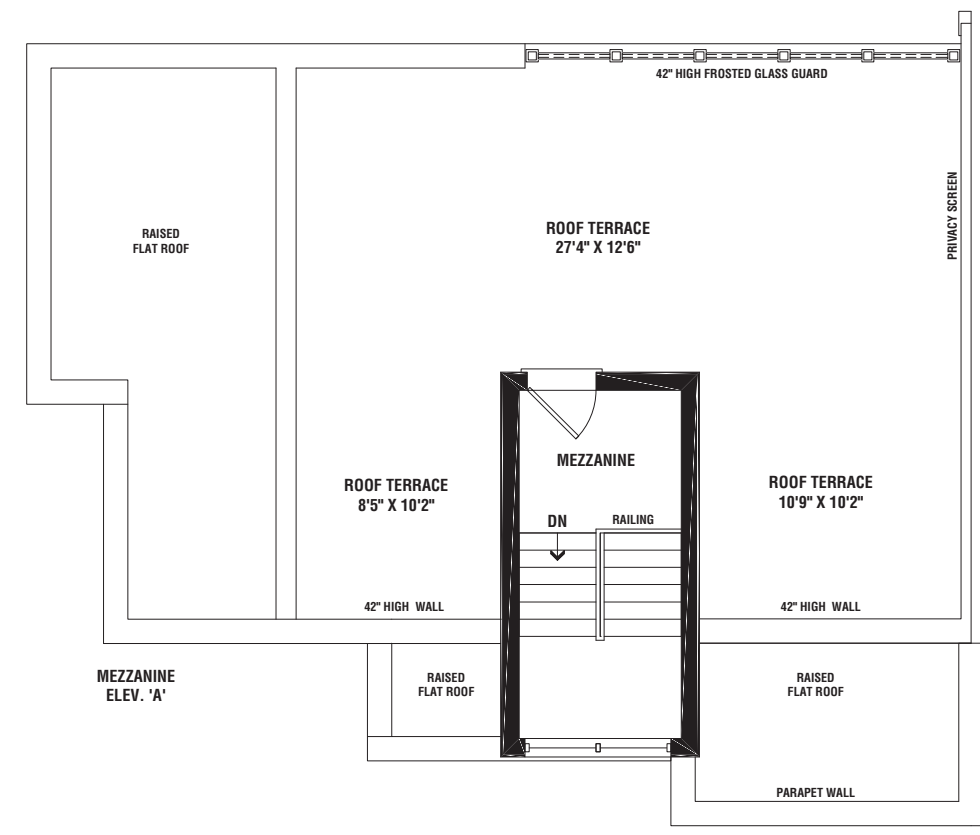 42" HIGH FROSTED GLASS GUARD
PRIVACY SCREEN
RAISED
FLAT ROOF
ROOF TERRACE
27'4" X 12'6"
MEZZANINE
ROOF TERRACE
8'5" X 10'2"
ROOF TERRACE
10'9" X 10'2"
DN
RAILING
42" HIGH WALL
42" HIGH WALL
MEZZANINE
ELEV. 'A'
RAISED
FLAT ROOF
RAISED
FLAT ROOF
PARAPET WALL